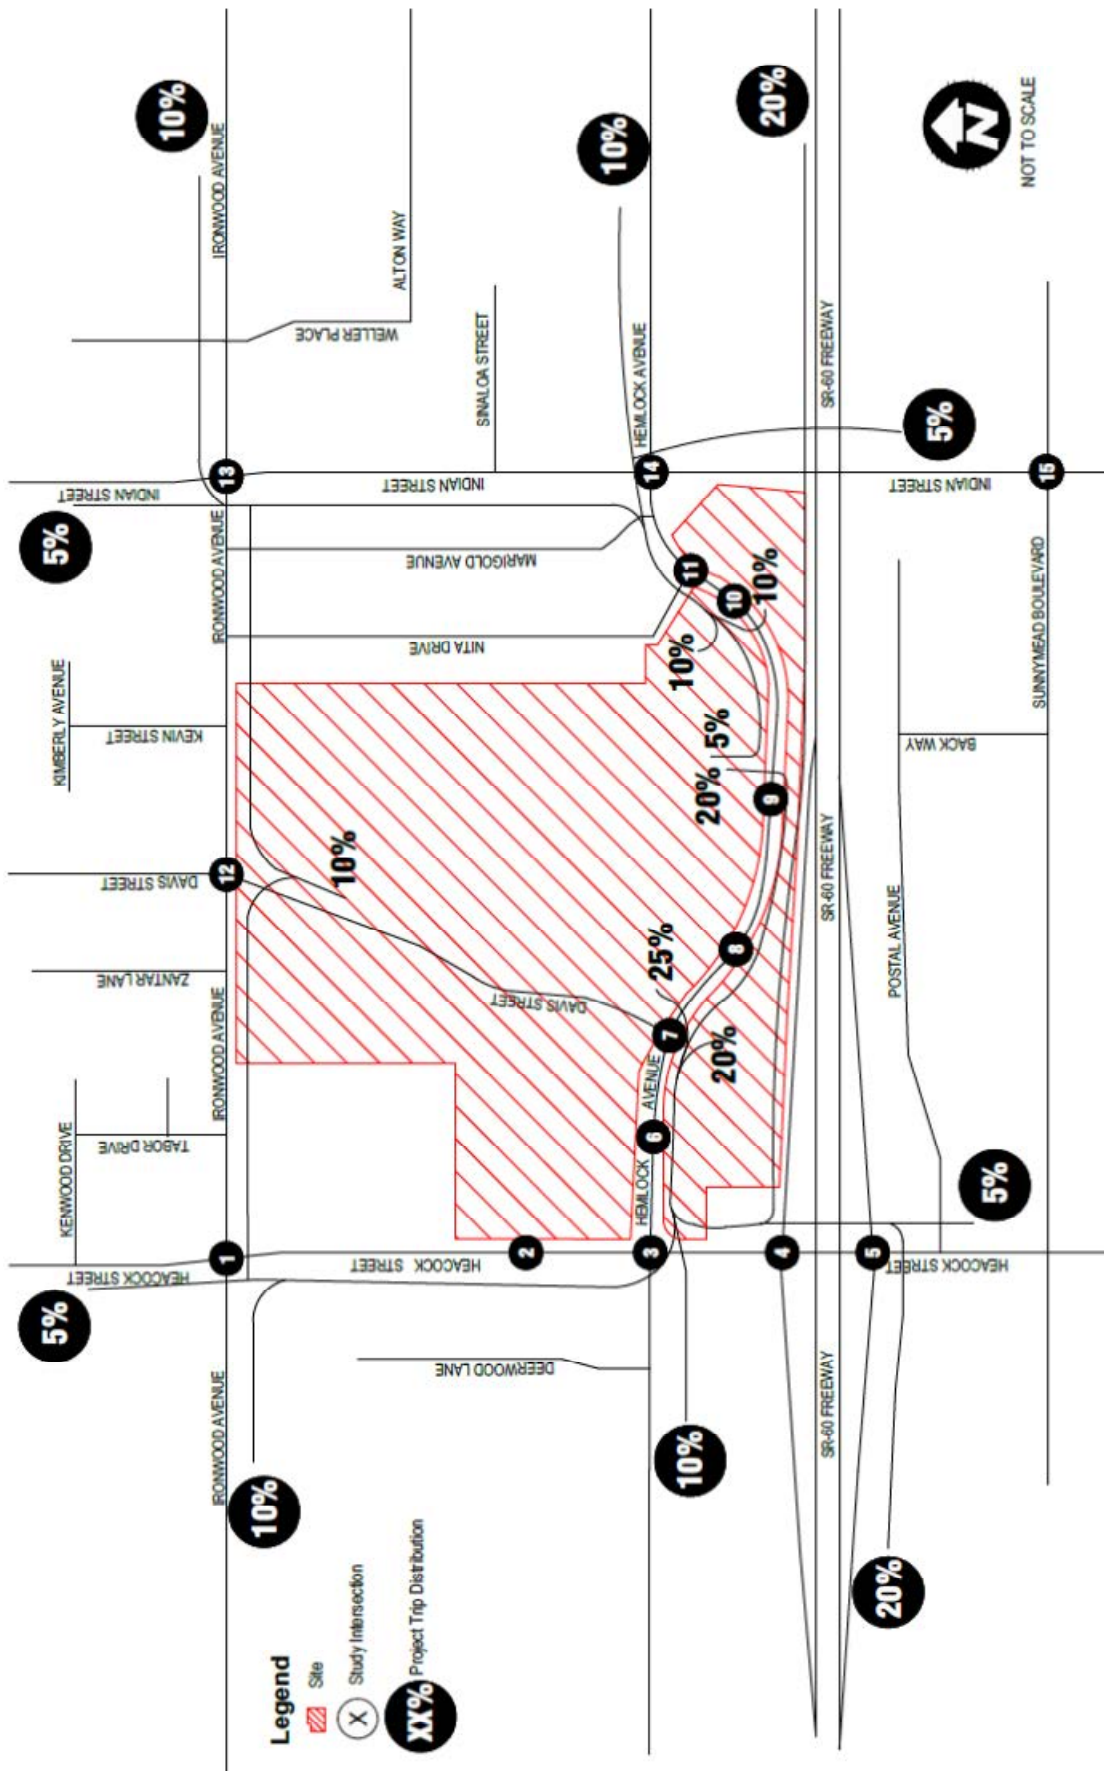 5%
HEACOCK STREET
KENWOOD DRIVE
TABOR DRIVE
ZANTAR LANE
DAVIS STREET
KIMBERLY AVENUE
KEVIN STREET
5%
INDIAN STREET
10%
IRONWOOD AVENUE
1
IRONWOOD AVENUE
12
IRONWOOD AVENUE
13
IRONWOOD AVENUE
10%
WELLER PLACE
ALTON WAY
10%
HEACOCK STREET
2
DEERWOOD LANE
DAVIS STREET
NITA DRIVE
MARIGOLD AVENUE
INDIAN STREET
SINALOA STREET
3
HEMLOCK
6
AVENUE
7
25%
14
HEMLOCK AVENUE
10%
10%
20%
8
20%
5%
9
10%
11
10
10%
20%
4
SR-60 FREEWAY
SR-60 FREEWAY
SR-60 FREEWAY
5
20%
HEACOCK STREET
5%
POSTAL AVENUE
BACK WAY
INDIAN STREET
5%
SUNNYMEAD BOULEVARD
15
N
NOT TO SCALE
Legend
Site
X
Study Intersection
XX%
Project Trip Distribution